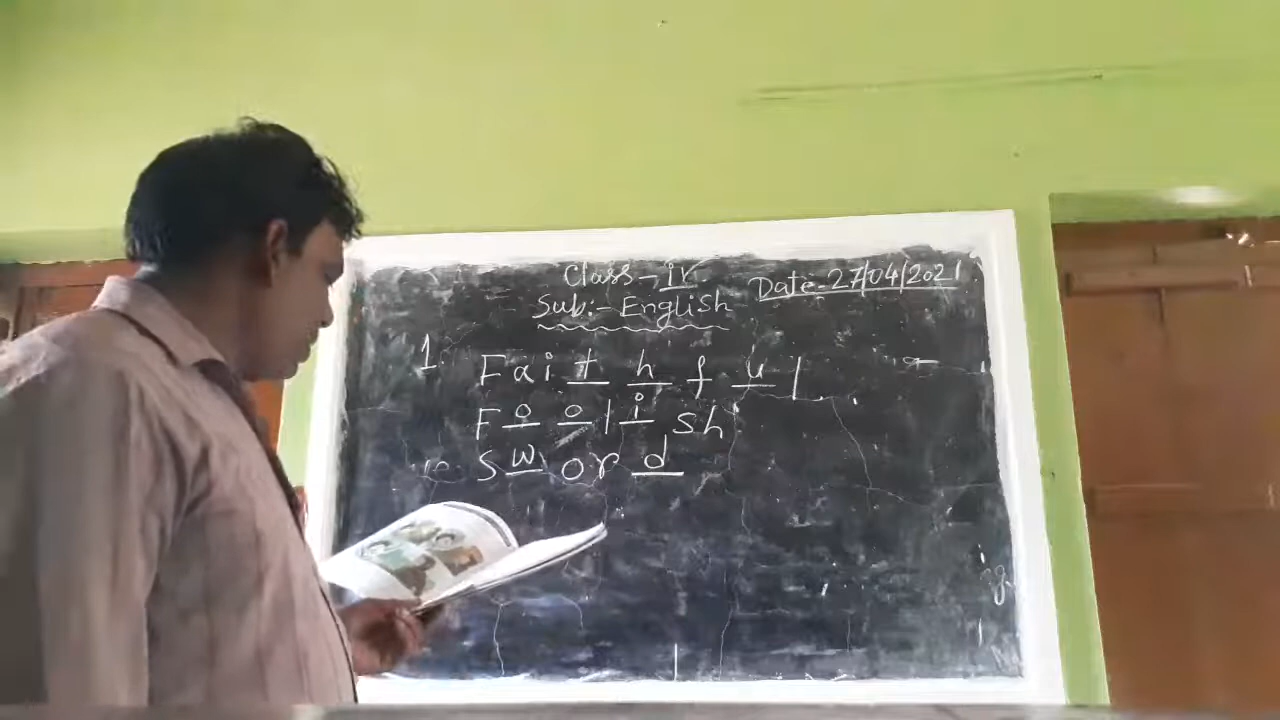 Class - iv
Date - 27/04/2021
Sub:- English
1. Faithful
Foolish
Sword